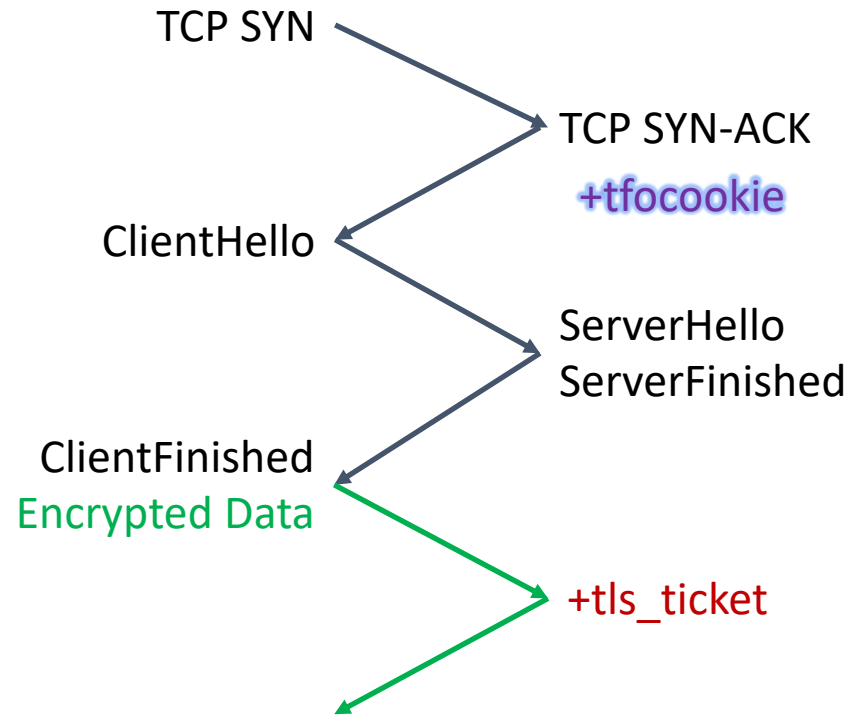 TCP SYN
TCP SYN-ACK
+tfocookie
ClientHello
ServerHello
ServerFinished
ClientFinished
Encrypted Data
+tls_ticket